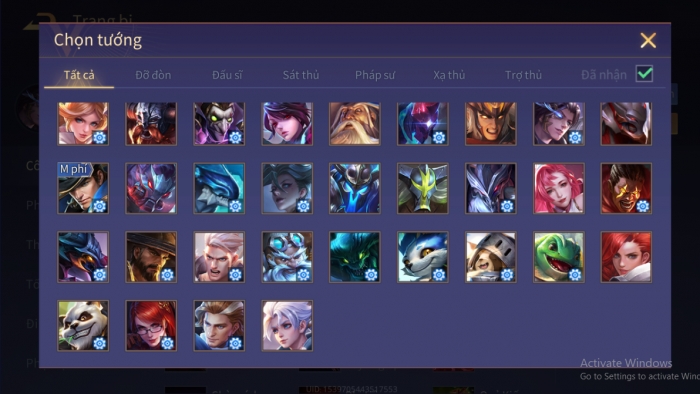 Trang bị
Chọn tướng
Tất cả
Đỡ đòn
Đấu sĩ
Sát thủ
Pháp sư
Xạ thủ
Trợ thủ
Đã nhận
M phí
Activate Windows
Go to Settings to activate Win